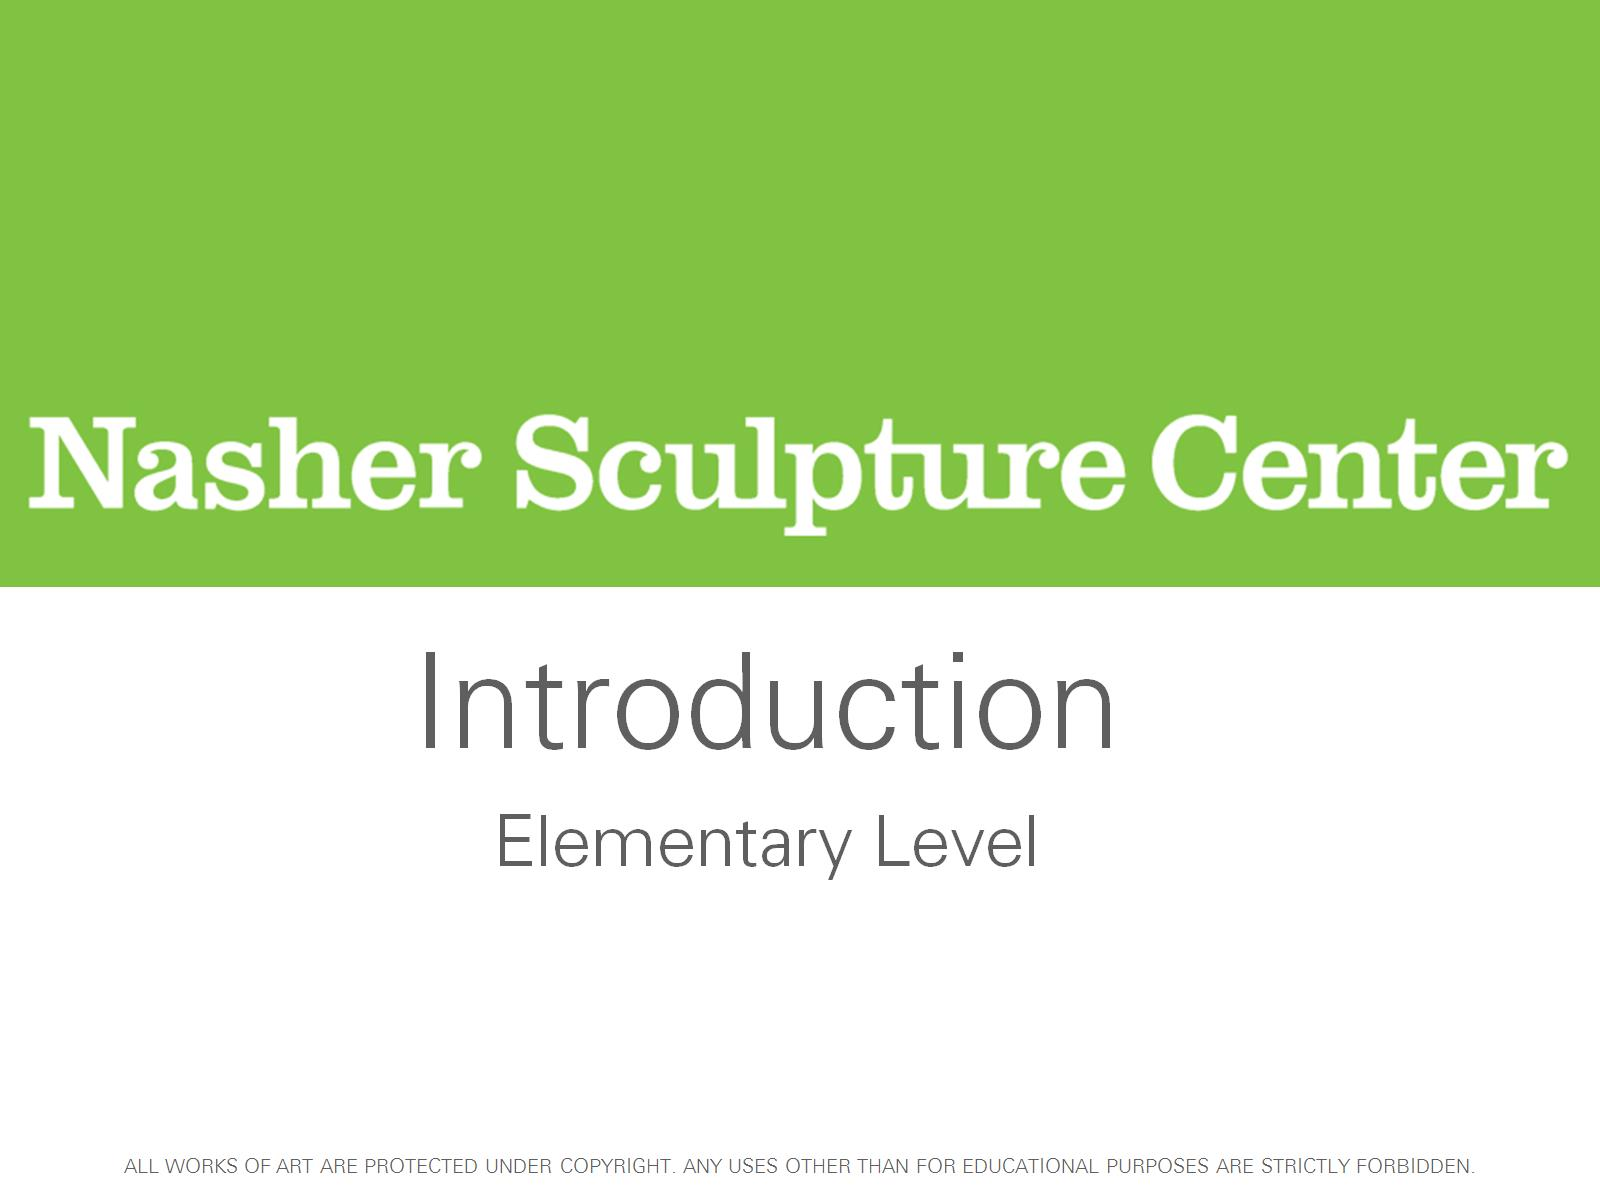 Nasher Sculpture Center
Introduction
Elementary Level
ALL WORKS OF ART ARE PROTECTED UNDER COPYRIGHT. ANY USES OTHER THAN FOR EDUCATIONAL PURPOSES ARE STRICTLY FORBIDDEN.